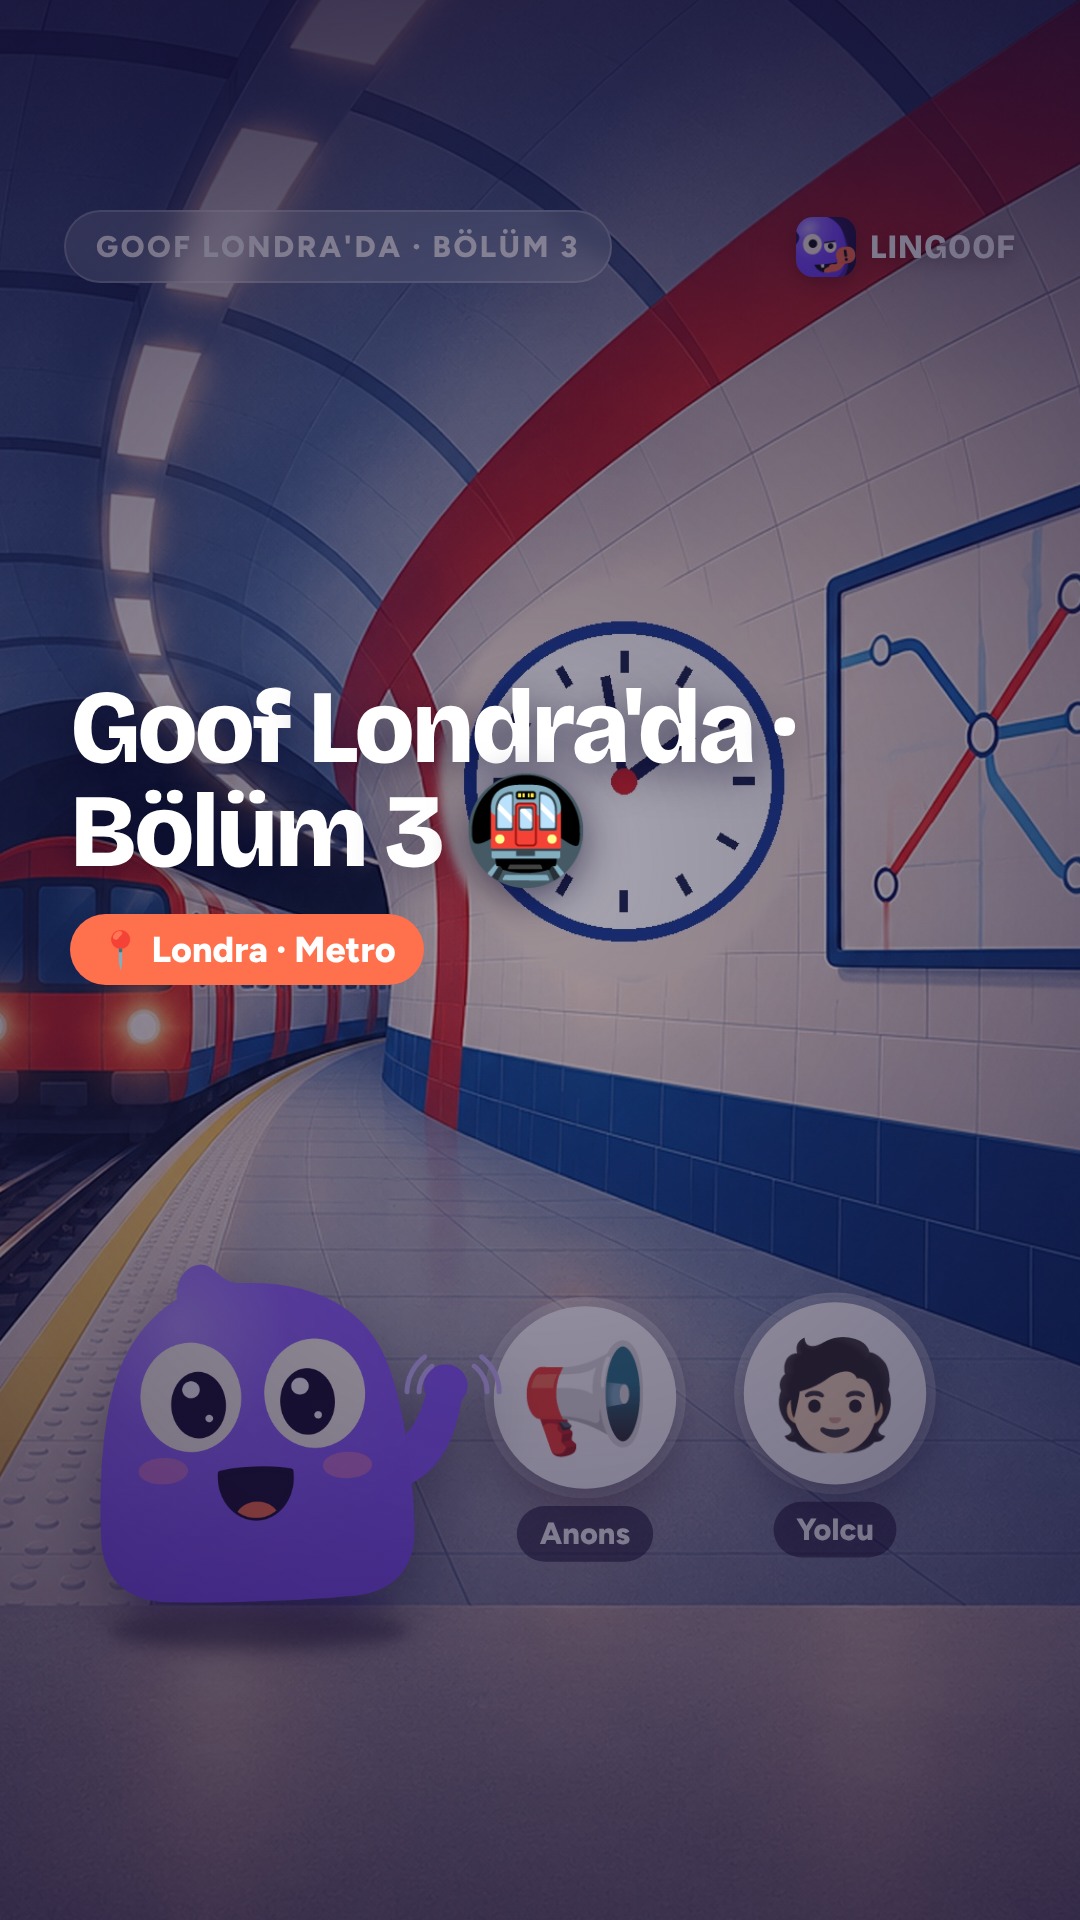 GOOF LONDRA'DA · BÖLÜM 3
LINGOOF
Goof Londra'da ·
Bölüm 3
Londra · Metro
Anons
Yolcu